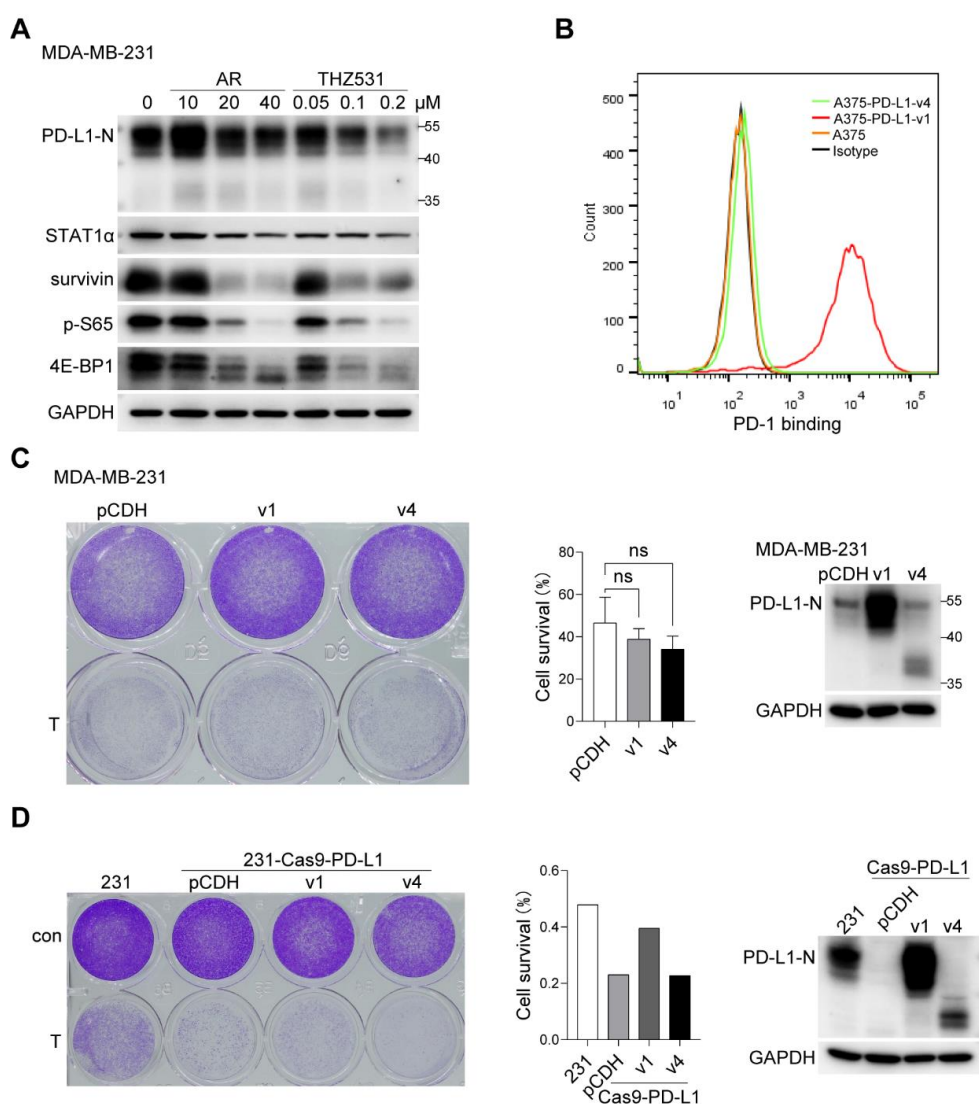 A
MDA-MB-231
AR THZ531
0 10 20 40 0.05 0.1 0.2 μM
PD-L1-N
55
40
35
STAT1α
survivin
p-S65
4E-BP1
GAPDH
B
500
400
300
200
100
0
Count
10^1 10^2 10^3 10^4 10^5
PD-1 binding
A375-PD-L1-v4
A375-PD-L1-v1
A375
Isotype
C
MDA-MB-231
pCDH v1 v4
T
80
60
40
20
0
Cell survival (%)
ns
ns
pCDH v1 v4
MDA-MB-231
pCDH v1 v4
PD-L1-N
55
40
35
GAPDH
D
231-Cas9-PD-L1
231 pCDH v1 v4
con
T
0.6
0.4
0.2
0.0
Cell survival (%)
231 pCDH v1 v4
Cas9-PD-L1
Cas9-PD-L1
231 pCDH v1 v4
PD-L1-N
GAPDH